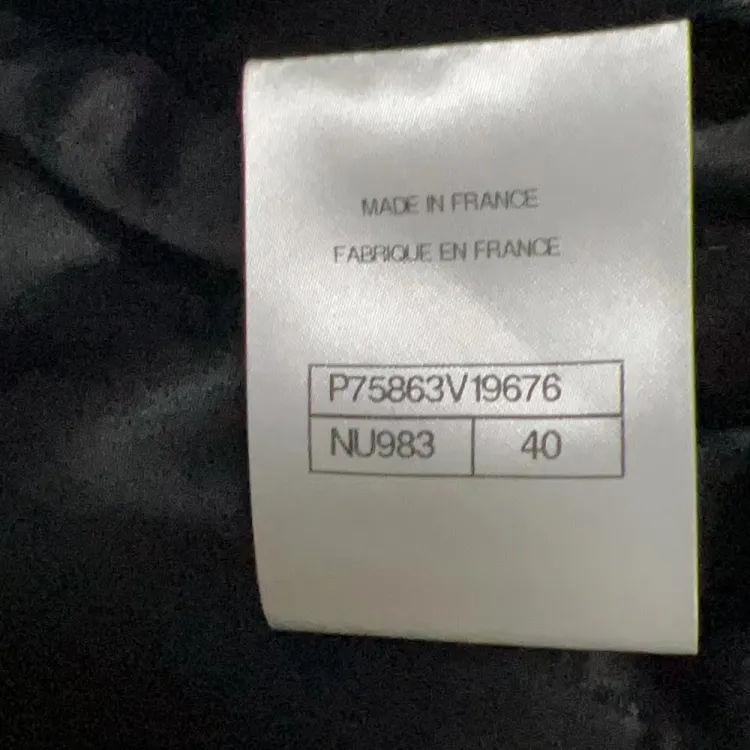 MADE IN FRANCE
FABRIQUE EN FRANCE
P75863V19676
NU983 40